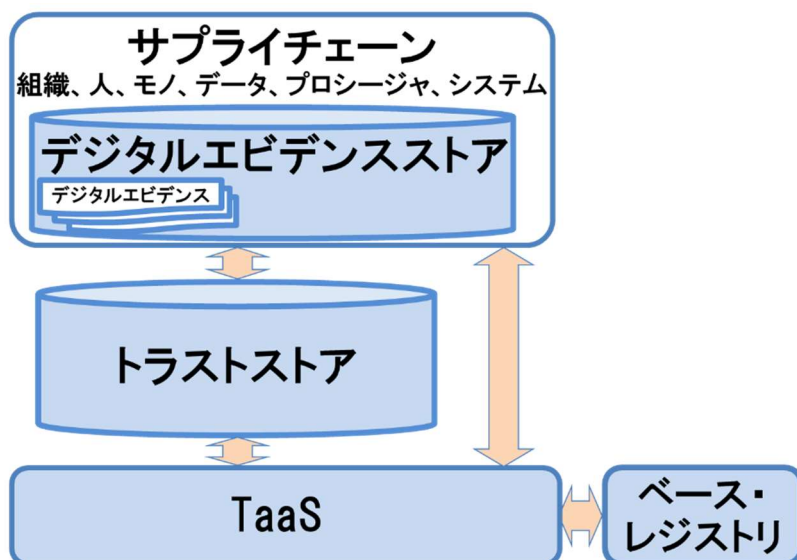 サプライチェーン
組織、人、モノ、データ、プロシージャ、システム
デジタルエビデンスストア
デジタルエビデンス
トラストストア
TaaS
ベース・
レジストリ